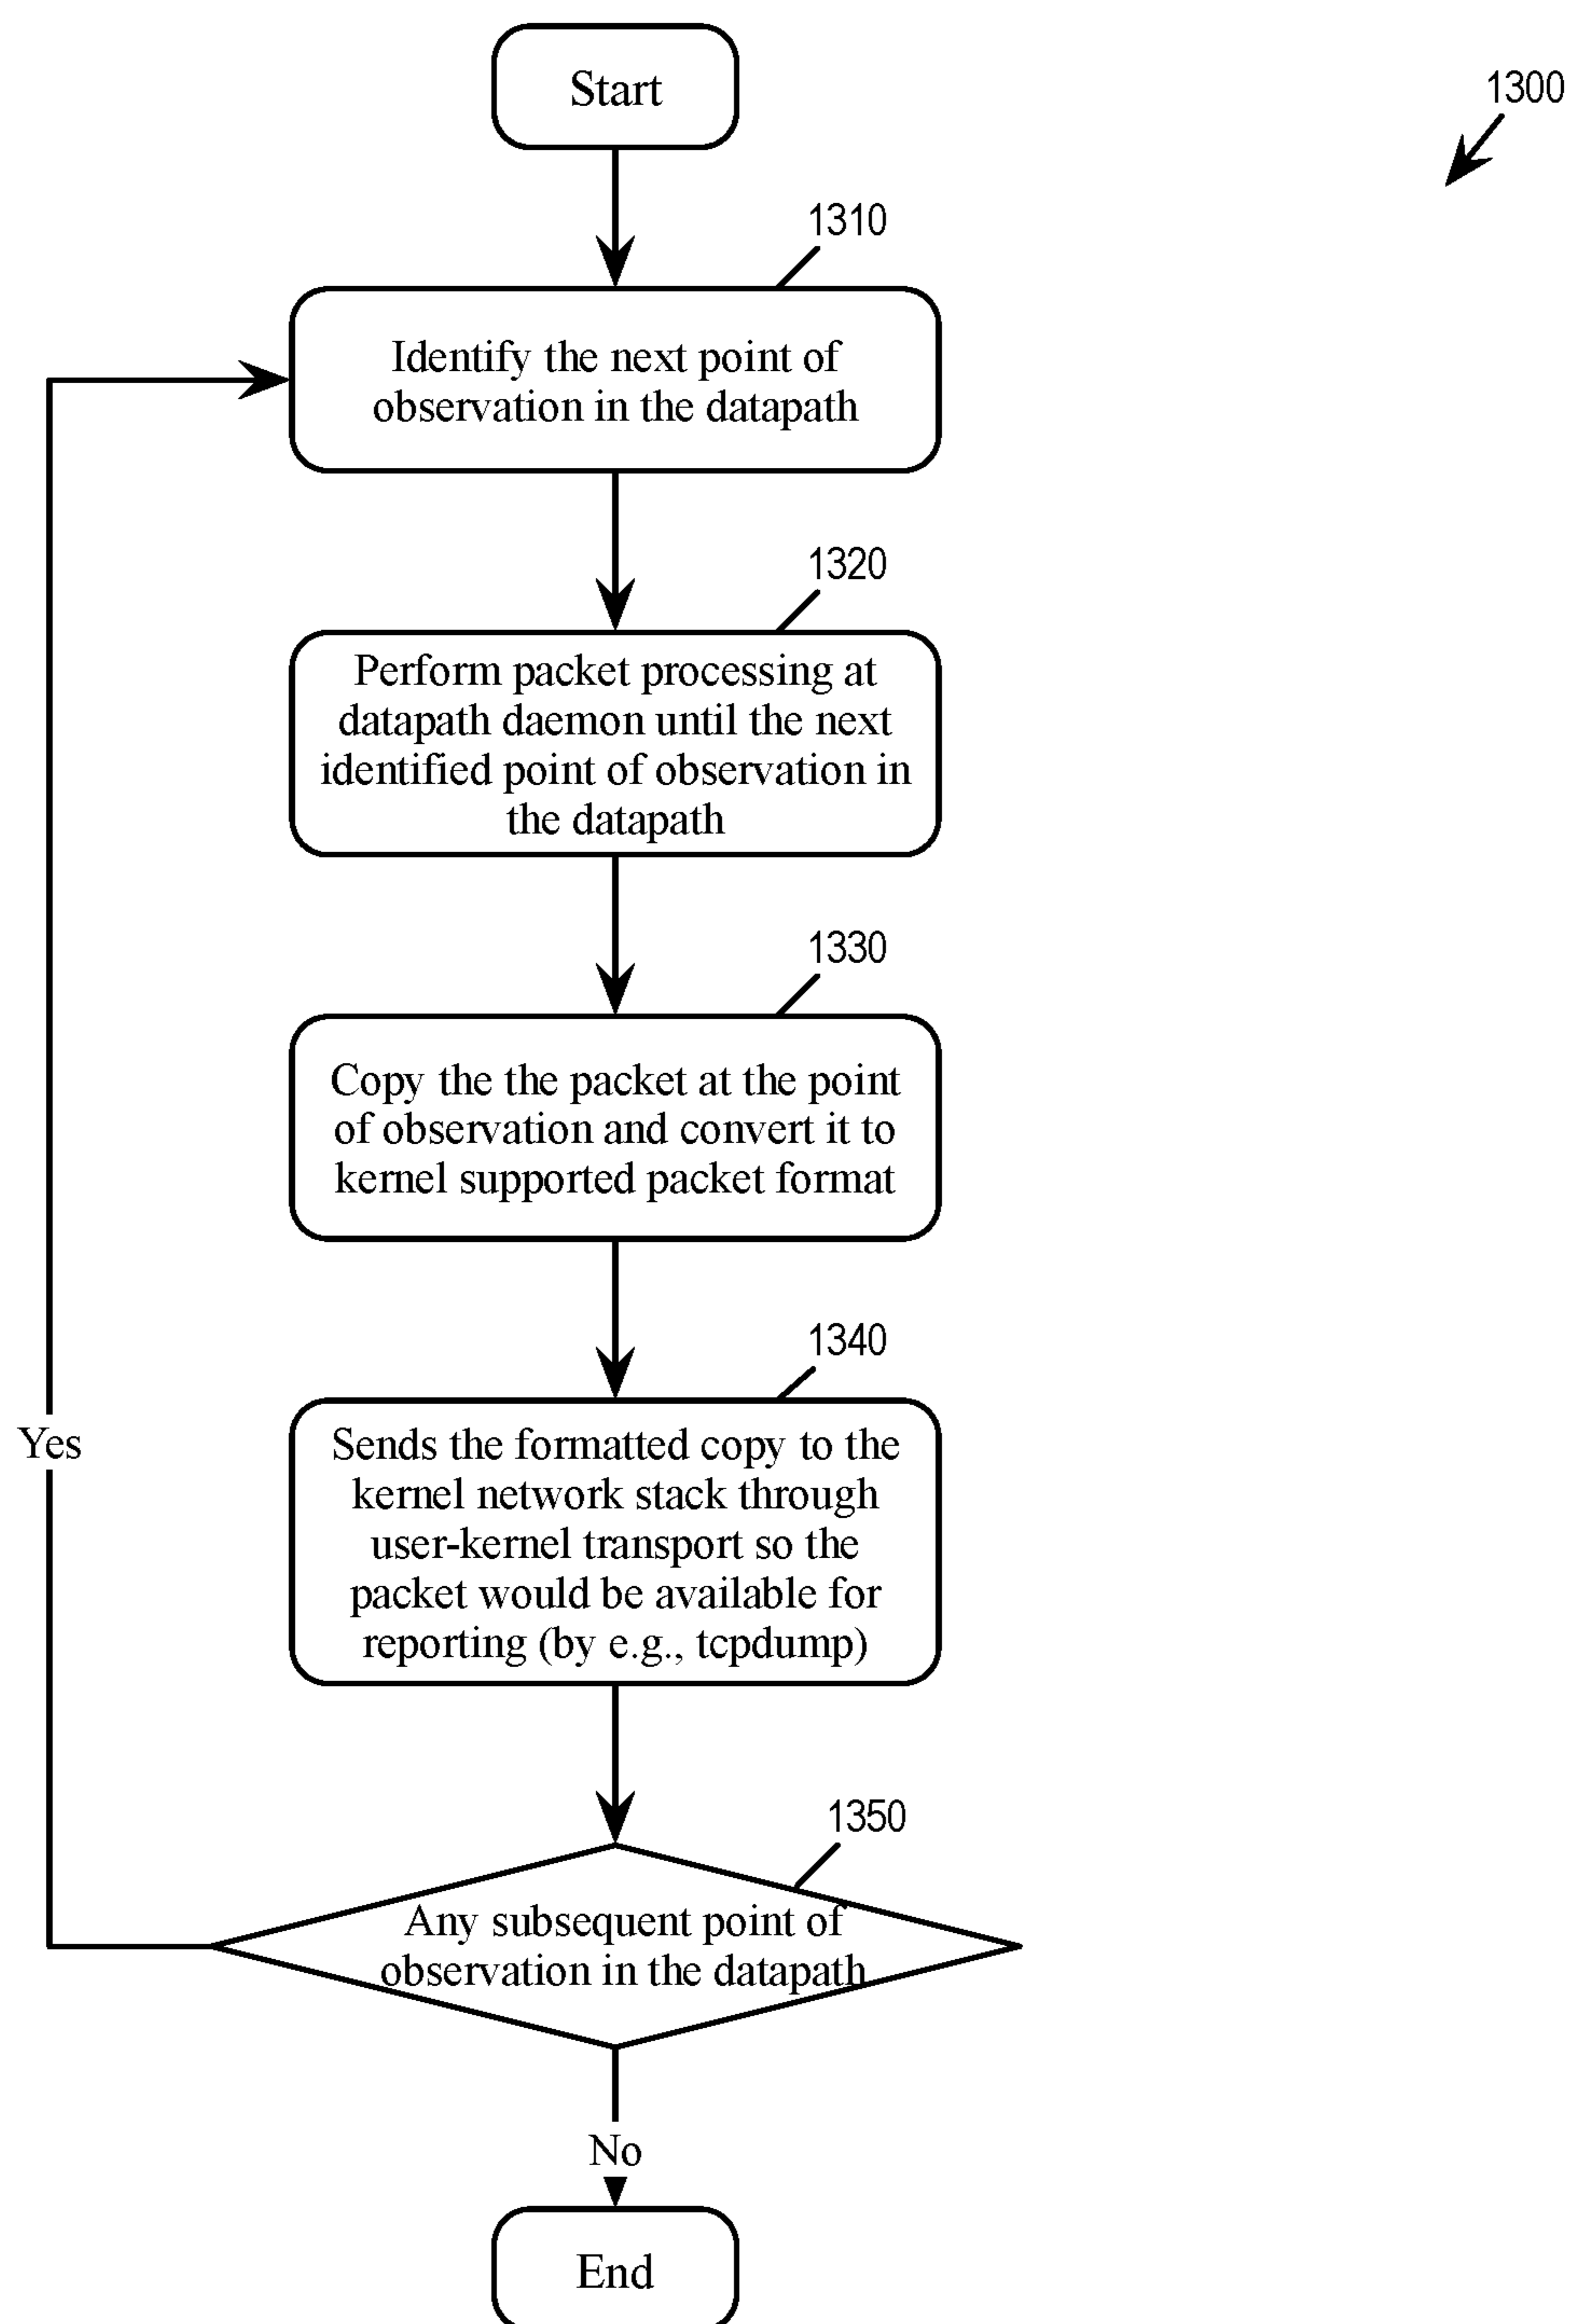 Start
1300
1310
Identify the next point of
observation in the datapath
1320
Perform packet processing at
datapath daemon until the next
identified point of observation in
the datapath
1330
Copy the the packet at the point
of observation and convert it to
kernel supported packet format
1340
Sends the formatted copy to the
kernel network stack through
user-kernel transport so the
packet would be available for
reporting (by e.g., tcpdump)
Yes
1350
Any subsequent point of
observation in the datapath
No
End